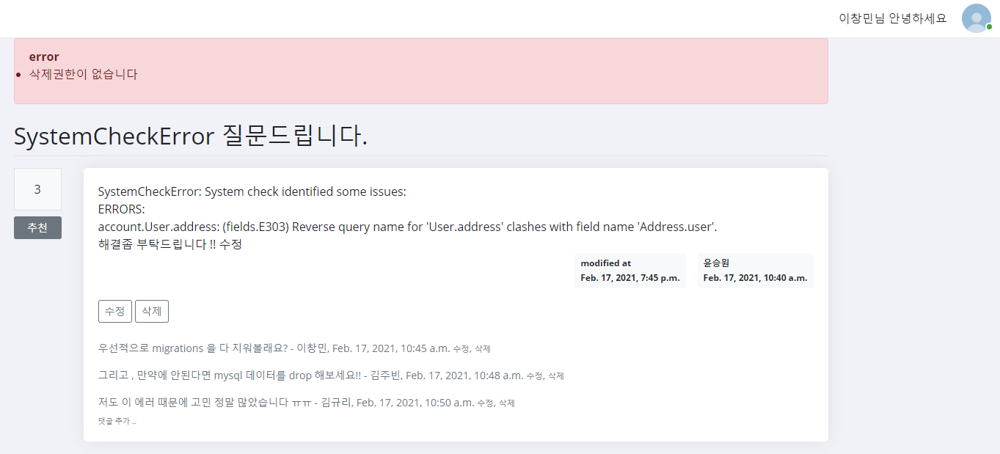 이창민님 안녕하세요
error
삭제권한이 없습니다
SystemCheckError 질문드립니다.
3
추천
SystemCheckError: System check identified some issues:
ERRORS:
account.User.address: (fields.E303) Reverse query name for 'User.address' clashes with field name 'Address.user'.
해결좀 부탁드립니다 !! 수정
modified at
Feb. 17, 2021, 7:45 p.m.
윤승원
Feb. 17, 2021, 10:40 a.m.
수정 삭제
우선적으로 migrations 을 다 지워볼래요? - 이창민, Feb. 17, 2021, 10:45 a.m. 수정, 삭제
그리고 , 만약에 안된다면 mysql 데이터를 drop 해보세요!! - 김주빈, Feb. 17, 2021, 10:48 a.m. 수정, 삭제
저도 이 에러 때문에 고민 정말 많았습니다 ㅠㅠ - 김규리, Feb. 17, 2021, 10:50 a.m. 수정, 삭제
댓글 추가 ..